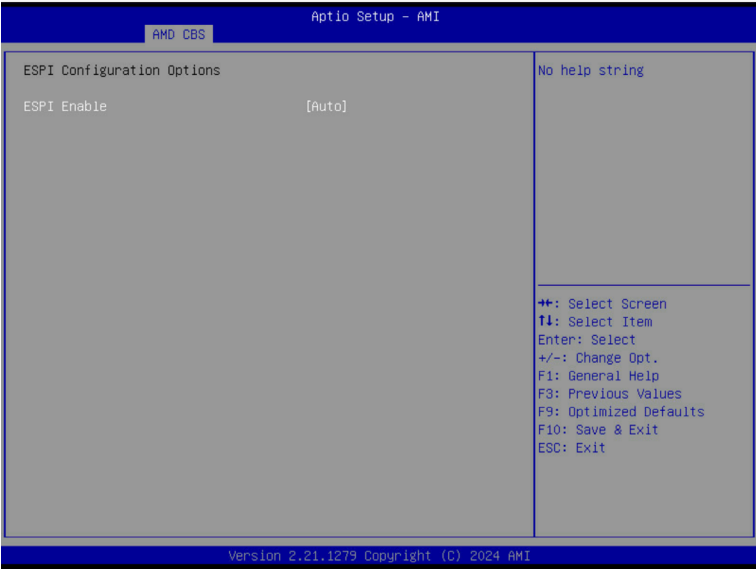 Aptio Setup – AMI
AMD CBS
ESPI Configuration Options
ESPI Enable [Auto]
No help string
→←: Select Screen
↑↓: Select Item
Enter: Select
+/-: Change Opt.
F1: General Help
F3: Previous Values
F9: Optimized Defaults
F10: Save & Exit
ESC: Exit
Version 2.21.1279 Copyright (C) 2024 AMI